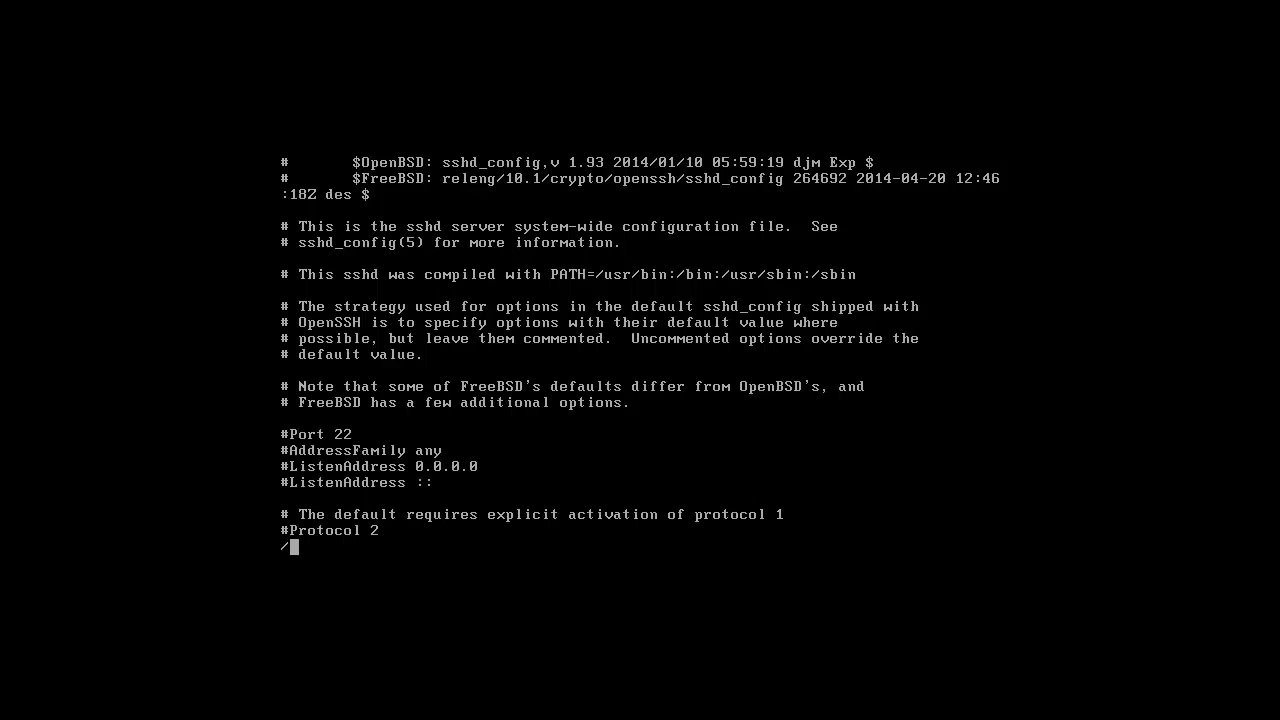 #       $OpenBSD: sshd_config,v 1.93 2014/01/10 05:59:19 djm Exp $
#       $FreeBSD: releng/10.1/crypto/openssh/sshd_config 264692 2014-04-20 12:46
:18Z des $
# This is the sshd server system-wide configuration file.  See
# sshd_config(5) for more information.
# This sshd was compiled with PATH=/usr/bin:/bin:/usr/sbin:/sbin
# The strategy used for options in the default sshd_config shipped with
# OpenSSH is to specify options with their default value where
# possible, but leave them commented.  Uncommented options override the
# default value.
# Note that some of FreeBSD's defaults differ from OpenBSD's, and
# FreeBSD has a few additional options.
#Port 22
#AddressFamily any
#ListenAddress 0.0.0.0
#ListenAddress ::
# The default requires explicit activation of protocol 1
#Protocol 2
/